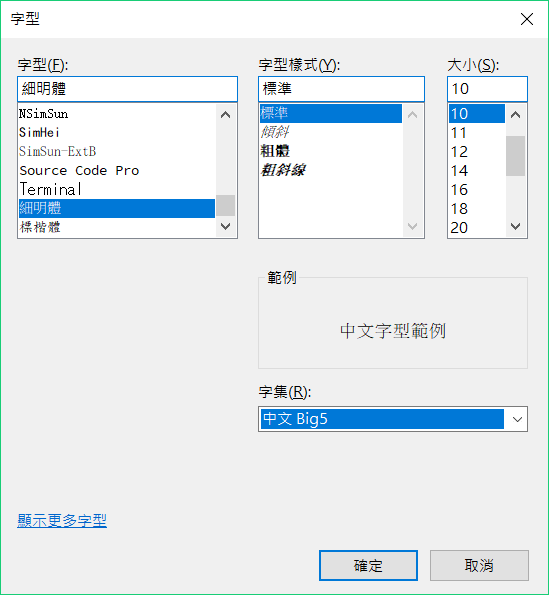 字型
字型(F):
細明體
NSimSun
SimHei
SimSun-ExtB
Source Code Pro
Terminal
細明體
標楷體
字型樣式(Y):
標準
標準
傾斜
粗體
粗斜線
大小(S):
10
10
11
12
14
16
18
20
範例
中文字型範例
字集(R):
中文 Big5
顯示更多字型
確定
取消